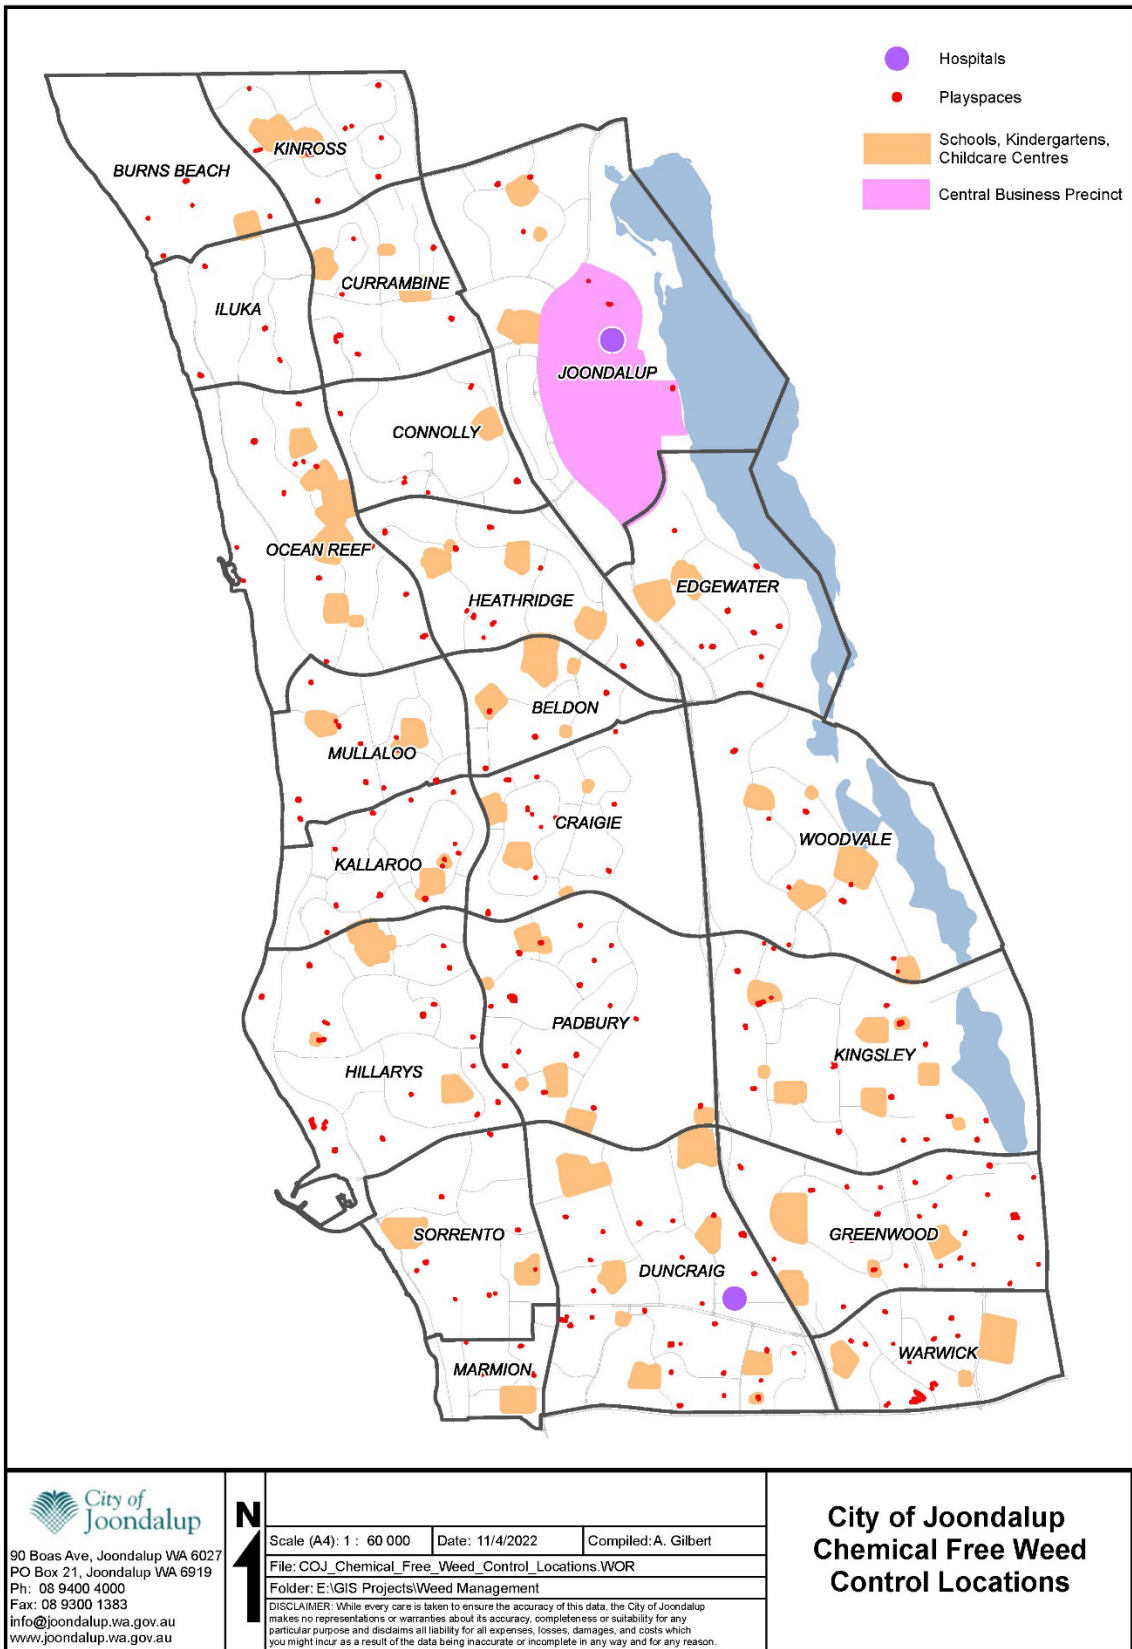 Hospitals
Playspaces
Schools, Kindergartens,
Childcare Centres
Central Business Precinct
KINROSS
BURNS BEACH
CURRAMBINE
ILUKA
JOONDALUP
CONNOLLY
OCEAN REEF
EDGEWATER
HEATHRIDGE
BELDON
MULLALOO
CRAIGIE
WOODVALE
KALLAROO
PADBURY
KINGSLEY
HILLARYS
SORRENTO
GREENWOOD
DUNCRAIG
WARWICK
MARMION
City of
Joondalup
90 Boas Ave, Joondalup WA 6027
PO Box 21, Joondalup WA 6919
Ph: 08 9400 4000
Fax: 08 9300 1383
info@joondalup.wa.gov.au
www.joondalup.wa.gov.au
N
Scale (A4): 1 : 60 000
Date: 11/4/2022
Compiled: A. Gilbert
File: COJ_Chemical_Free_Weed_Control_Locations.WOR
Folder: E:\GIS Projects\Weed Management
DISCLAIMER: While every care is taken to ensure the accuracy of this data, the City of Joondalup
makes no representations or warranties about its accuracy, completeness or suitability for any
particular purpose and disclaims all liability for all expenses, losses, damages, and costs which
you might incur as a result of the data being inaccurate or incomplete in any way and for any reason.
City of Joondalup
Chemical Free Weed
Control Locations